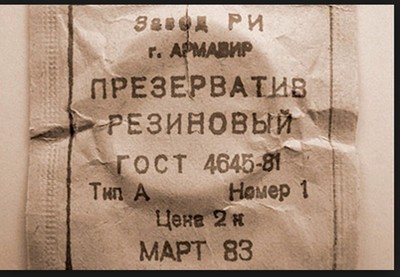 Завод РИ
г. АРМАВИР
ПРЕЗЕРВАТИВ
РЕЗИНОВЫЙ
ГОСТ 4645-81
Тип А Номер 1
Цена 2 к
МАРТ 83